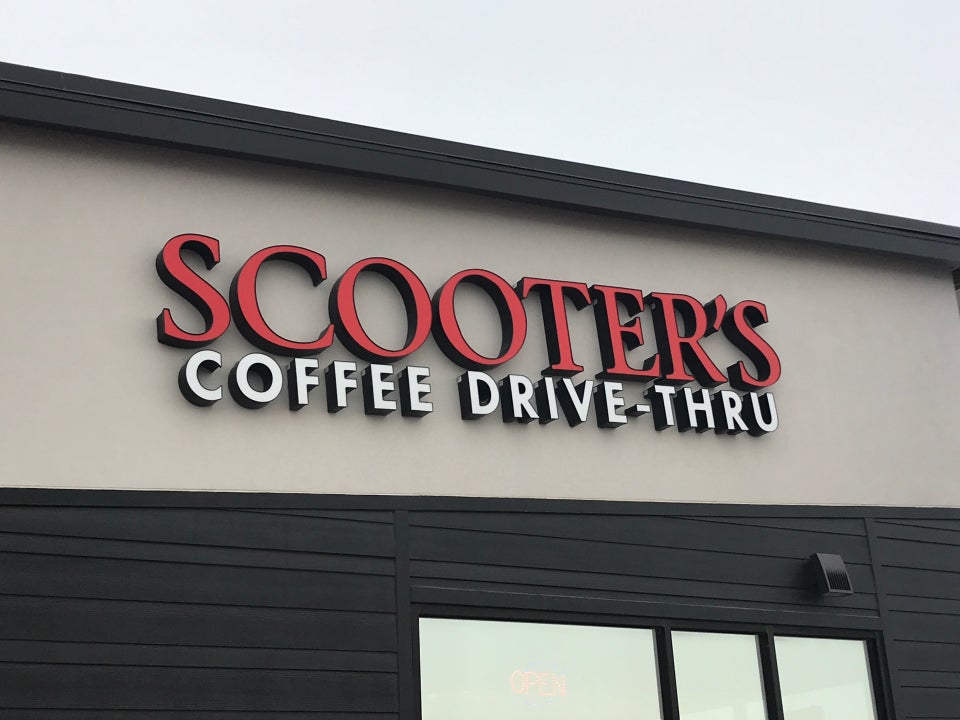 SCOOTER'S
COFFEE DRIVE-THRU
OPEN